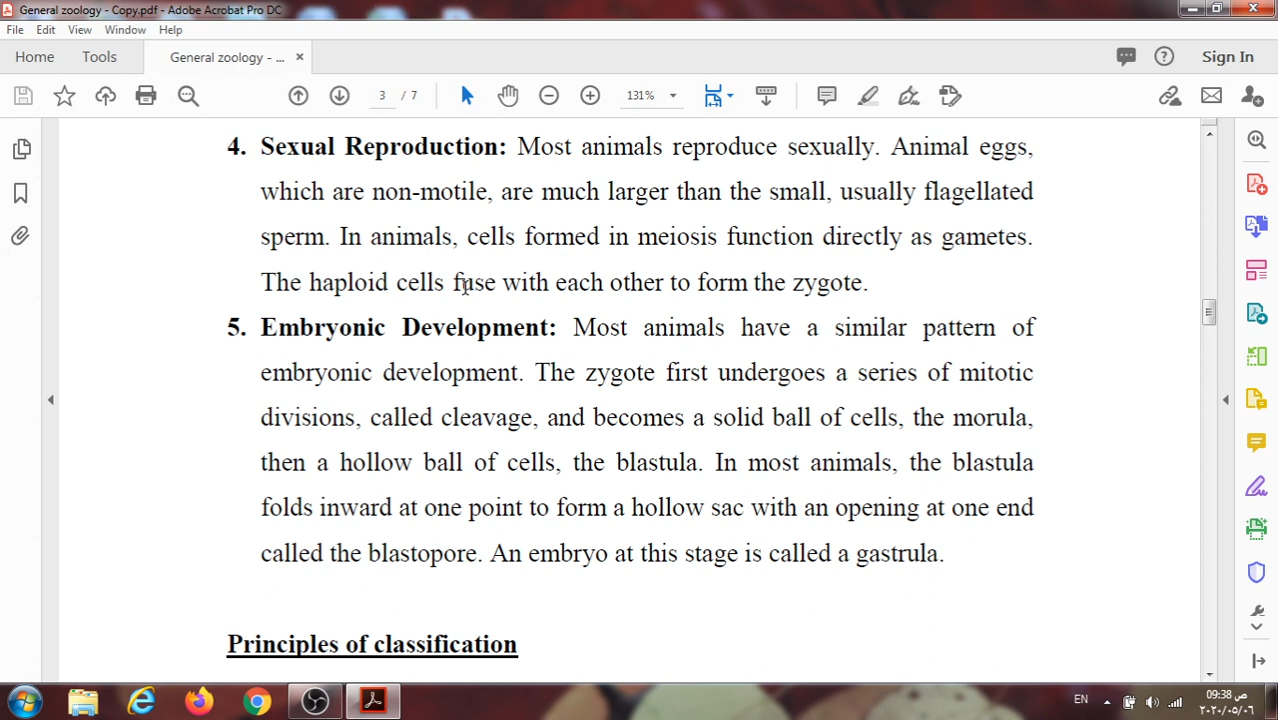 General zoology - Copy.pdf - Adobe Acrobat Pro DC
File Edit View Window Help
Home Tools General zoology - ... × Sign In
3 / 7 131%
4. Sexual Reproduction: Most animals reproduce sexually. Animal eggs,
which are non-motile, are much larger than the small, usually flagellated
sperm. In animals, cells formed in meiosis function directly as gametes.
The haploid cells fuse with each other to form the zygote.
5. Embryonic Development: Most animals have a similar pattern of
embryonic development. The zygote first undergoes a series of mitotic
divisions, called cleavage, and becomes a solid ball of cells, the morula,
then a hollow ball of cells, the blastula. In most animals, the blastula
folds inward at one point to form a hollow sac with an opening at one end
called the blastopore. An embryo at this stage is called a gastrula.
Principles of classification
EN
09:38 ص
٢٠٢٠/٠٥/٠٦